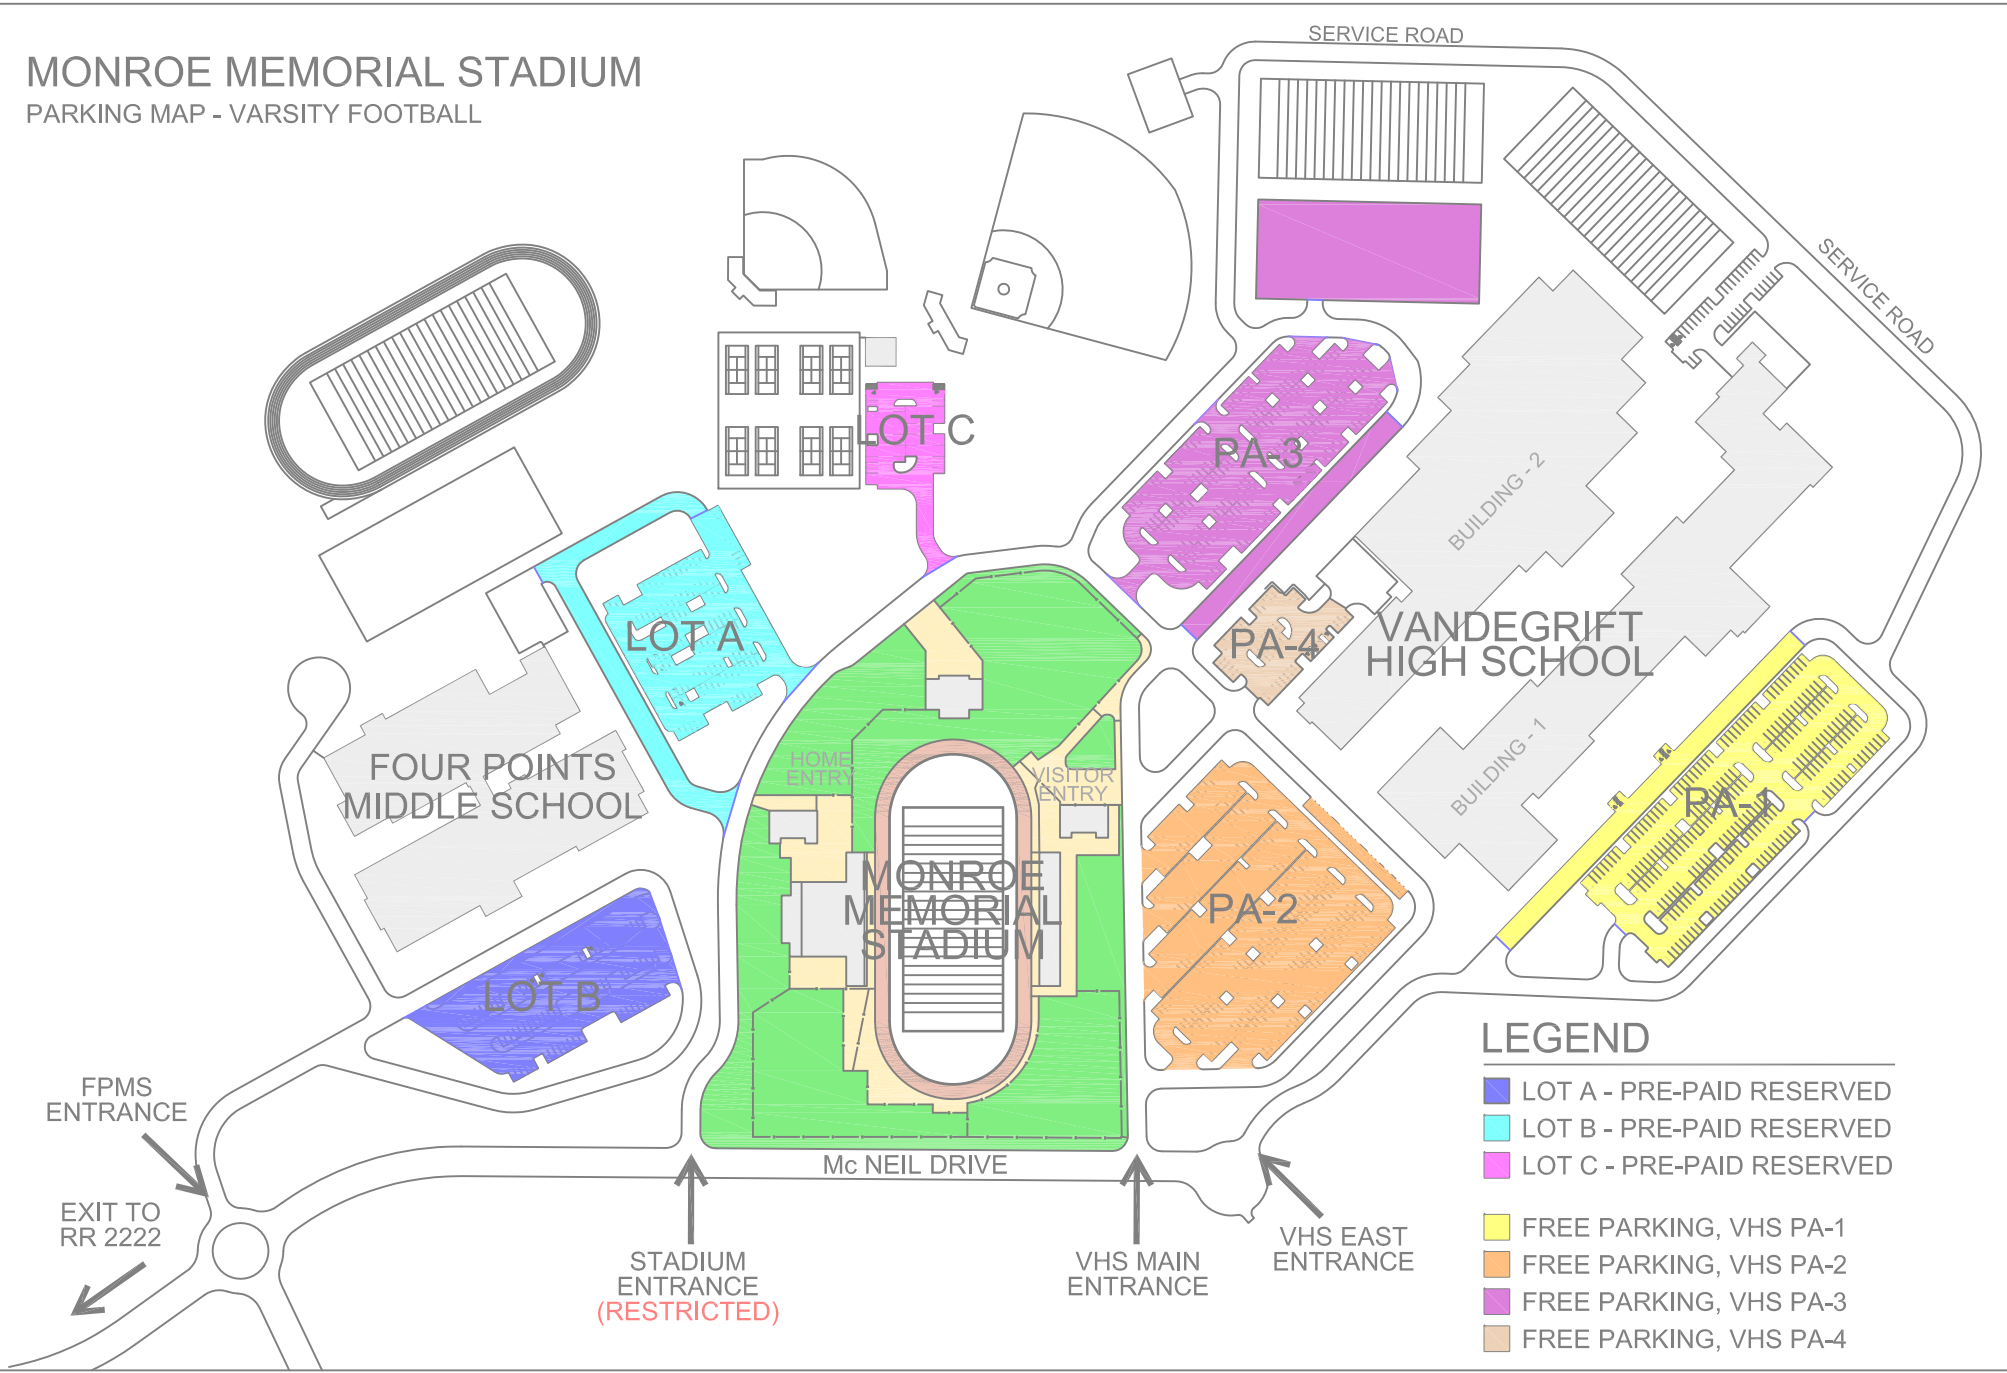 SERVICE ROAD
MONROE MEMORIAL STADIUM
PARKING MAP - VARSITY FOOTBALL
SERVICE ROAD
LOT C
PA-3
BUILDING - 2
LOT A
PA-4
VANDEGRIFT
HIGH SCHOOL
FOUR POINTS
MIDDLE SCHOOL
HOME
ENTRY
VISITOR
ENTRY
BUILDING - 1
PA-1
MONROE
MEMORIAL
STADIUM
PA-2
LOT B
LEGEND
LOT A - PRE-PAID RESERVED
LOT B - PRE-PAID RESERVED
LOT C - PRE-PAID RESERVED
FREE PARKING, VHS PA-1
FREE PARKING, VHS PA-2
FREE PARKING, VHS PA-3
FREE PARKING, VHS PA-4
FPMS
ENTRANCE
Mc NEIL DRIVE
EXIT TO
RR 2222
STADIUM
ENTRANCE
(RESTRICTED)
VHS MAIN
ENTRANCE
VHS EAST
ENTRANCE